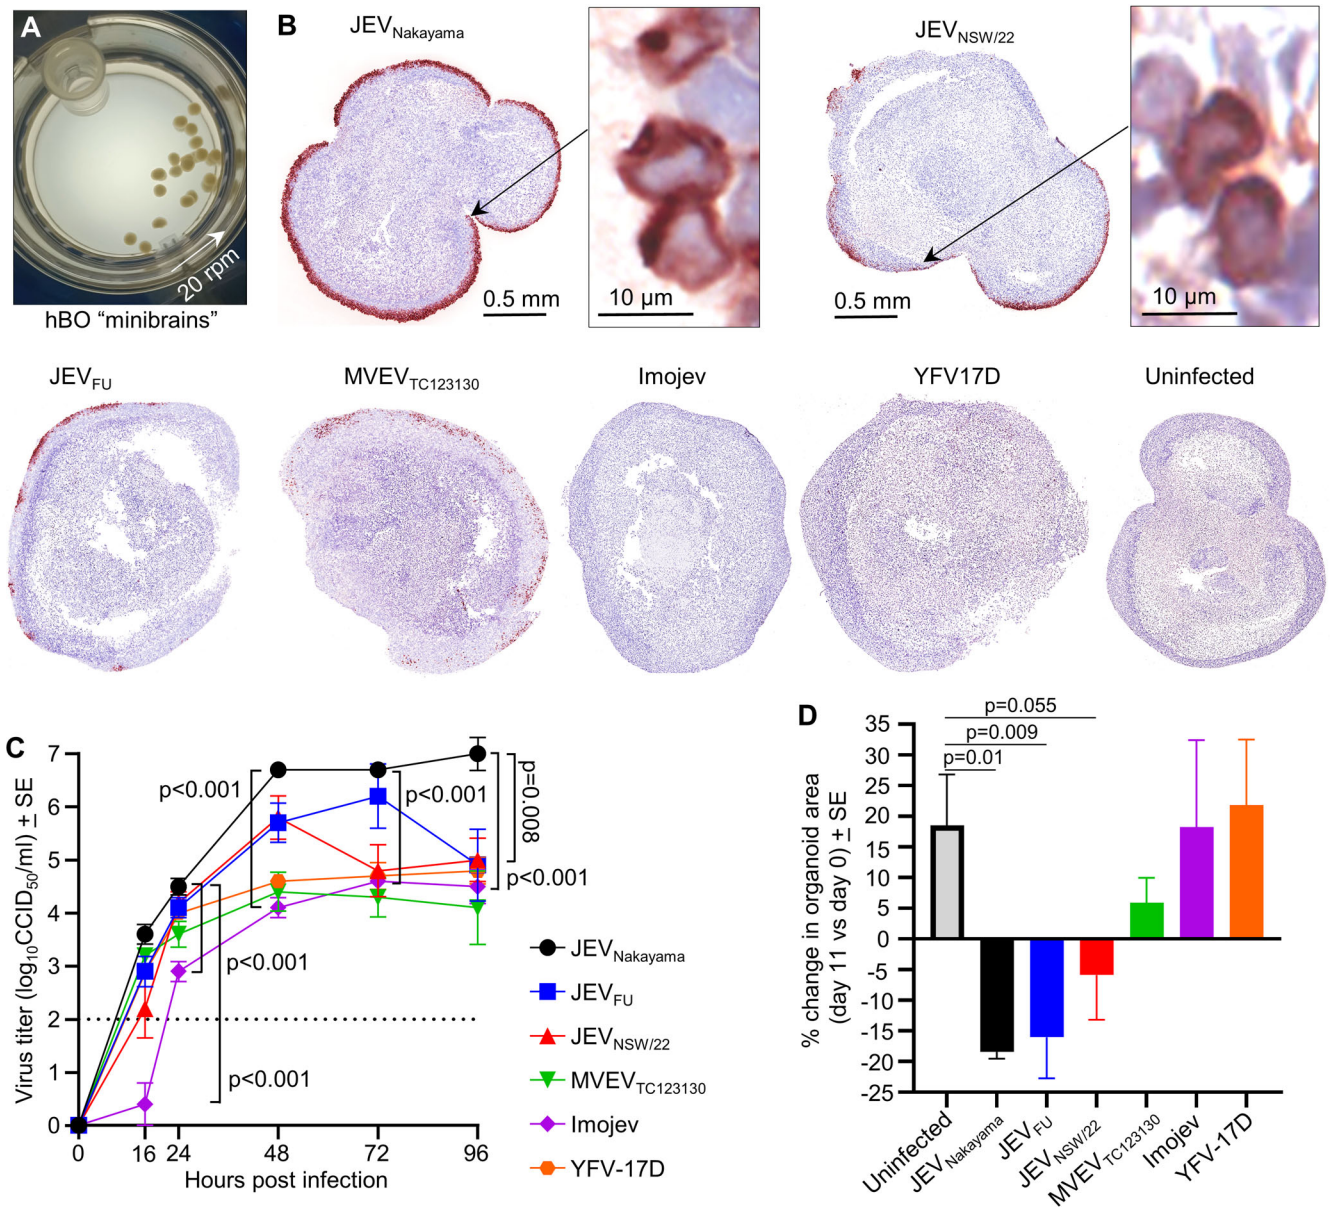 A
20 rpm
hBO “minibrains”
B
JEVNakayama
0.5 mm
10 µm
JEVNSW/22
0.5 mm
10 µm
JEVFU
MVEVTC123130
Imojev
YFV17D
Uninfected
C
Virus titer (log10CCID50/ml) ± SE
7
6
5
4
3
2
1
0
0 16 24 48 72 96
Hours post infection
p<0.001
p<0.001
p=0.008
p<0.001
p<0.001
p<0.001
JEVNakayama
JEVFU
JEVNSW/22
MVEVTC123130
Imojev
YFV-17D
D
% change in organoid area
(day 11 vs day 0) ± SE
35
30
25
20
15
10
5
0
-5
-10
-15
-20
-25
p=0.055
p=0.009
p=0.01
Uninfected
JEVNakayama
JEVFU
JEVNSW/22
MVEVTC123130
Imojev
YFV-17D